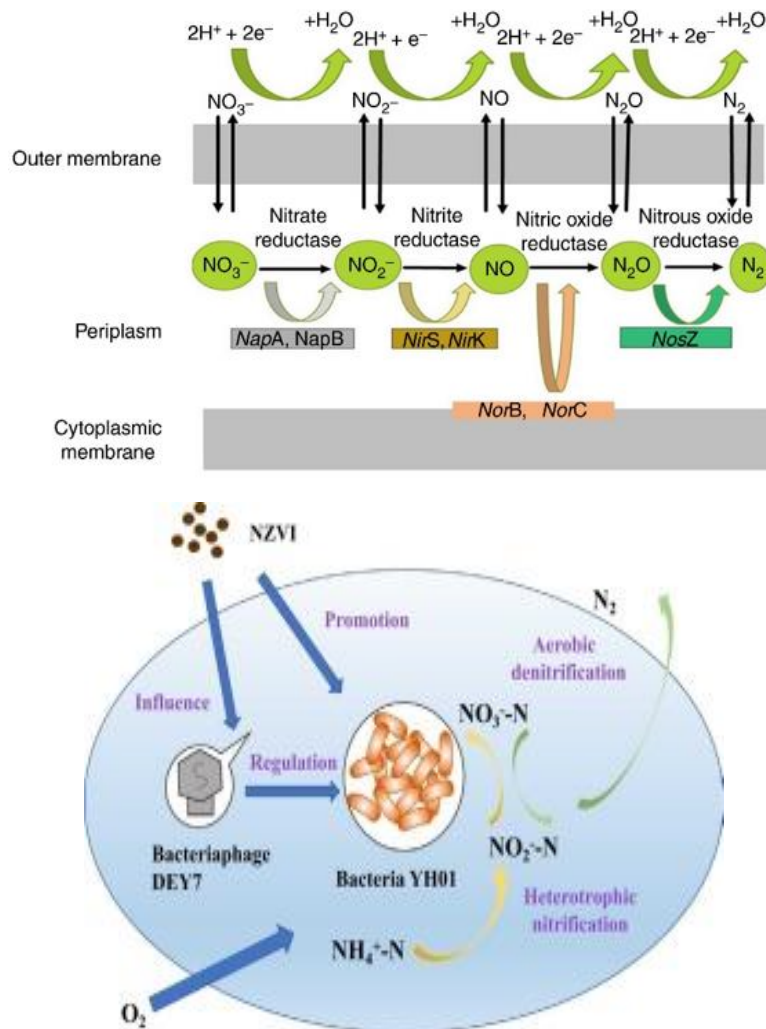 2H⁺ + 2e⁻ +H₂O 2H⁺ + e⁻ +H₂O 2H⁺ + 2e⁻ +H₂O 2H⁺ + 2e⁻ +H₂O
NO₃⁻ NO₂⁻ NO N₂O N₂
Outer membrane
Nitrate reductase
Nitrite reductase
Nitric oxide reductase
Nitrous oxide reductase
NO₃⁻ NO₂⁻ NO N₂O N₂
Periplasm
NapA, NapB NirS, NirK NosZ
NorB, NorC
Cytoplasmic
membrane
NZVI
Promotion
N₂
Aerobic
denitrification
Influence
NO₃⁻-N
Regulation
Bacteriaphage
DEY7
Bacteria YH01
NO₂⁻-N
Heterotrophic
nitrification
NH₄⁺-N
O₂